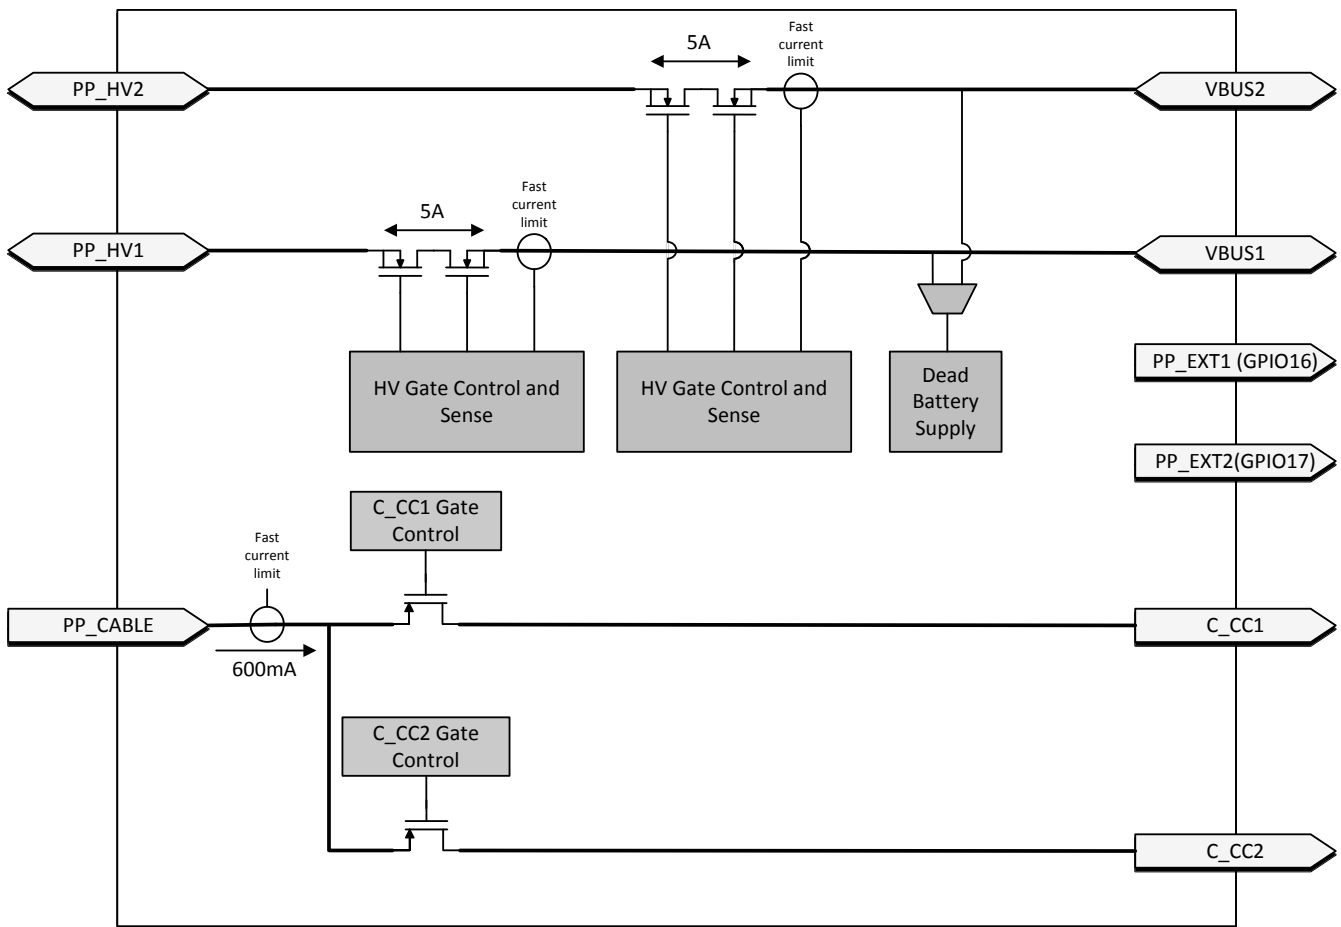 Fast
current
limit
5A
PP_HV2
VBUS2
Fast
current
limit
5A
PP_HV1
VBUS1
PP_EXT1 (GPIO16)
HV Gate Control and
Sense
HV Gate Control and
Sense
Dead
Battery
Supply
PP_EXT2(GPIO17)
C_CC1 Gate
Control
Fast
current
limit
PP_CABLE
C_CC1
600mA
C_CC2 Gate
Control
C_CC2